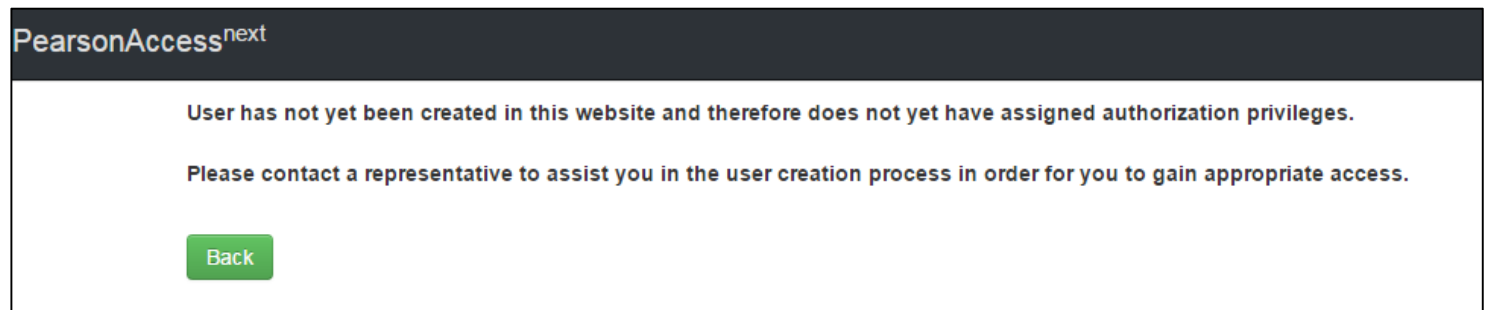 PearsonAccessnext
User has not yet been created in this website and therefore does not yet have assigned authorization privileges.
Please contact a representative to assist you in the user creation process in order for you to gain appropriate access.
Back